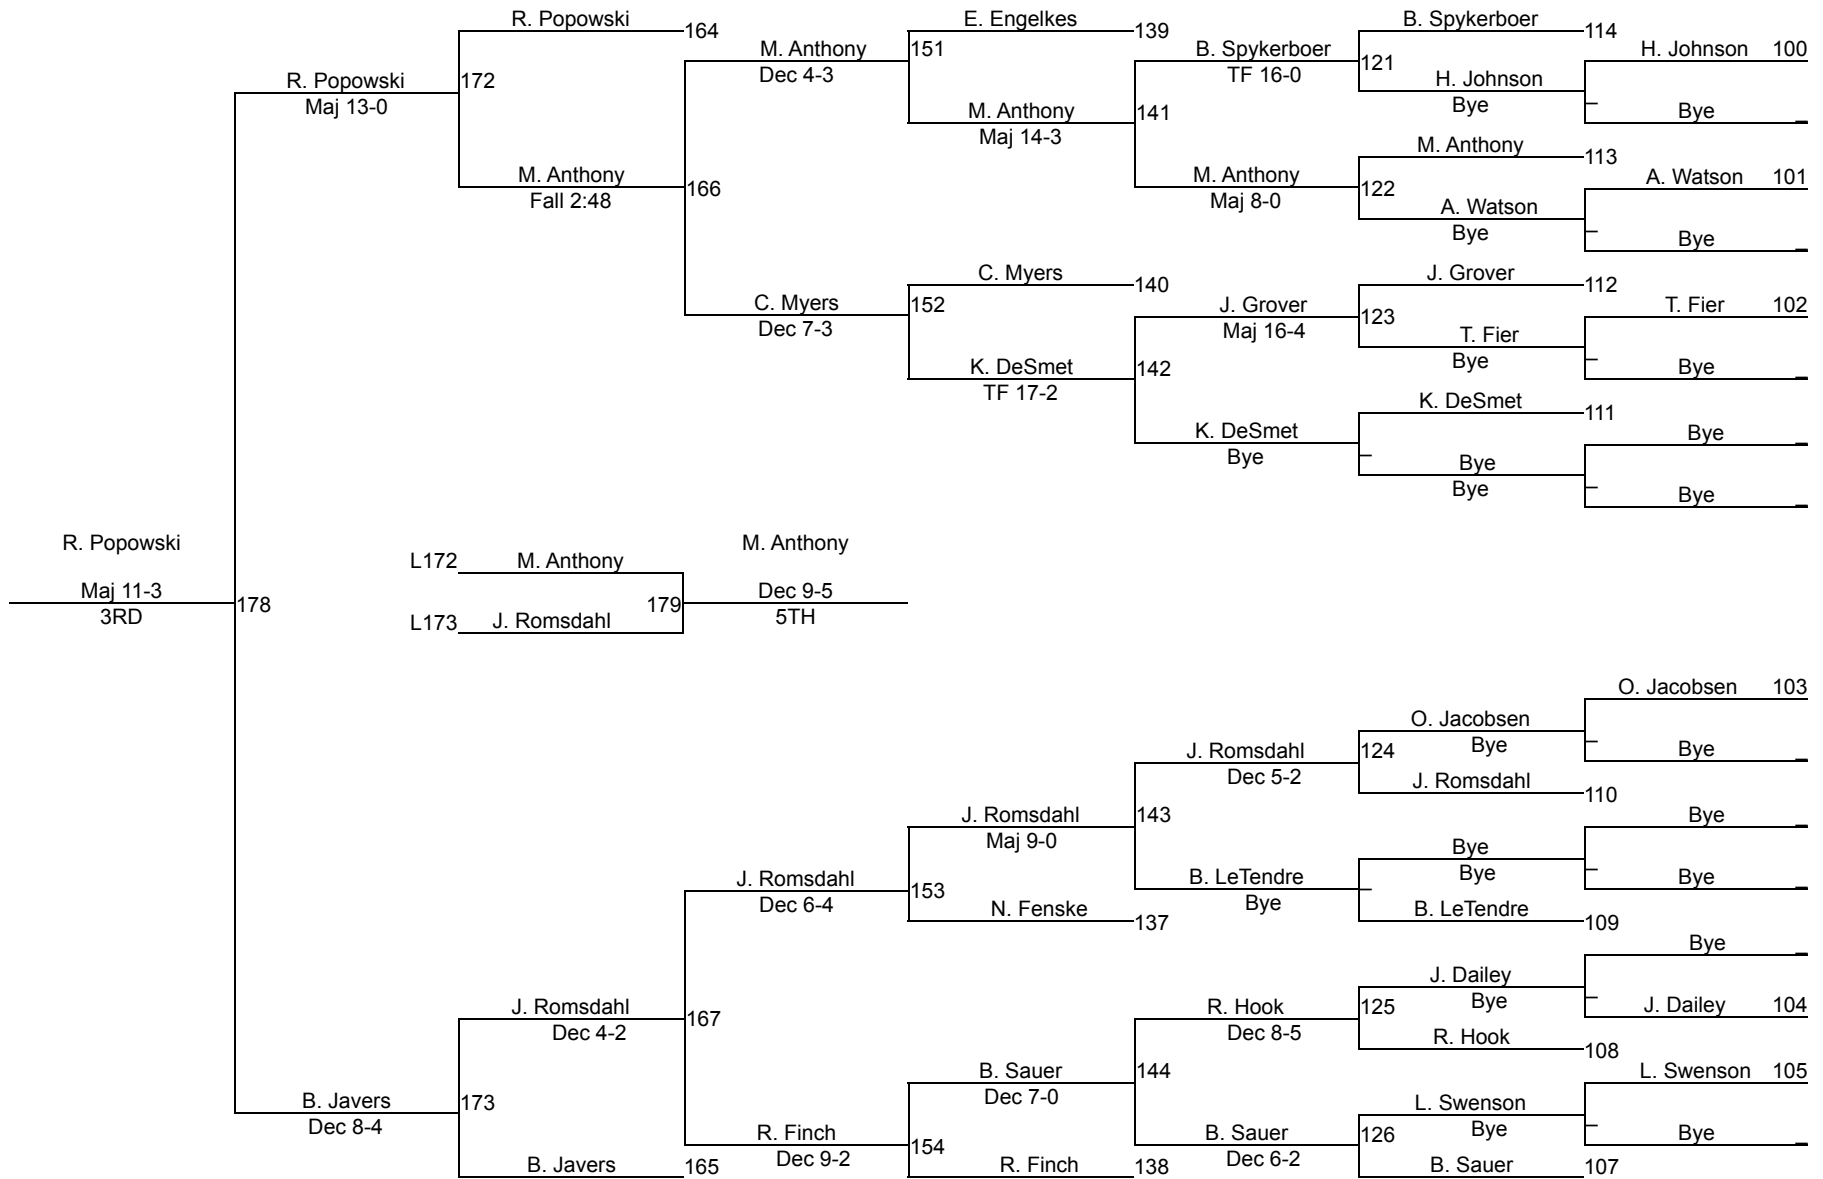 R. Popowski
164
R. Popowski
Maj 13-0
172
M. Anthony
Fall 2:48
M. Anthony
Dec 4-3
166
C. Myers
Dec 7-3
E. Engelkes
139
151
M. Anthony
Maj 14-3
C. Myers
140
152
K. DeSmet
TF 17-2
B. Spykerboer
TF 16-0
141
M. Anthony
Maj 8-0
J. Grover
Maj 16-4
142
K. DeSmet
Bye
B. Spykerboer
114
121
H. Johnson
Bye
M. Anthony
113
122
A. Watson
Bye
J. Grover
112
123
T. Fier
Bye
K. DeSmet
111
_
Bye
Bye
H. Johnson 100
_
Bye _
A. Watson 101
_
Bye _
T. Fier 102
_
Bye _
Bye _
_
Bye _
R. Popowski
Maj 11-3
3RD
178
L172 M. Anthony
179
L173 J. Romsdahl
M. Anthony
Dec 9-5
5TH
B. Javers
Dec 8-4
J. Romsdahl
Dec 4-2
173
B. Javers
165
J. Romsdahl
Dec 6-4
167
R. Finch
Dec 9-2
J. Romsdahl
Maj 9-0
153
N. Fenske
137
B. Sauer
Dec 7-0
154
R. Finch
138
J. Romsdahl
Dec 5-2
143
B. LeTendre
Bye
R. Hook
Dec 8-5
144
B. Sauer
Dec 6-2
O. Jacobsen
Bye
124
J. Romsdahl
110
Bye
Bye
_
B. LeTendre
109
J. Dailey
Bye
125
R. Hook
108
L. Swenson
Bye
126
B. Sauer
107
O. Jacobsen 103
_
Bye _
Bye _
_
Bye _
Bye _
_
J. Dailey 104
L. Swenson 105
_
Bye _